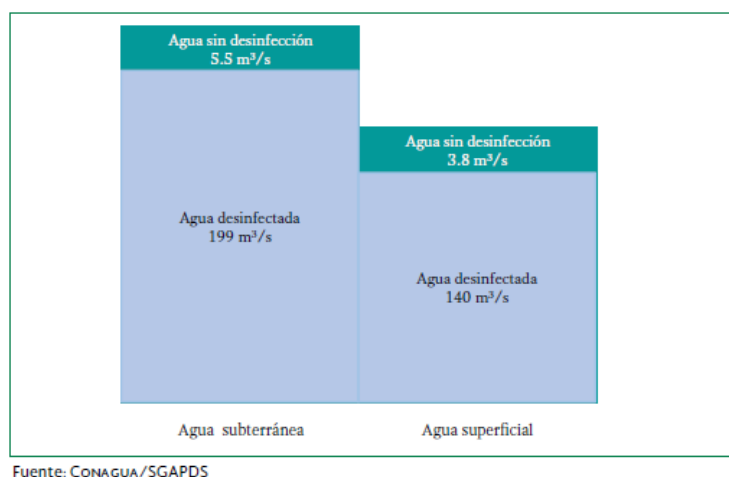 Agua sin desinfección
5.5 m³/s
Agua desinfectada
199 m³/s
Agua subterránea
Agua sin desinfección
3.8 m³/s
Agua desinfectada
140 m³/s
Agua superficial
Fuente: CONAGUA/SGAPDS